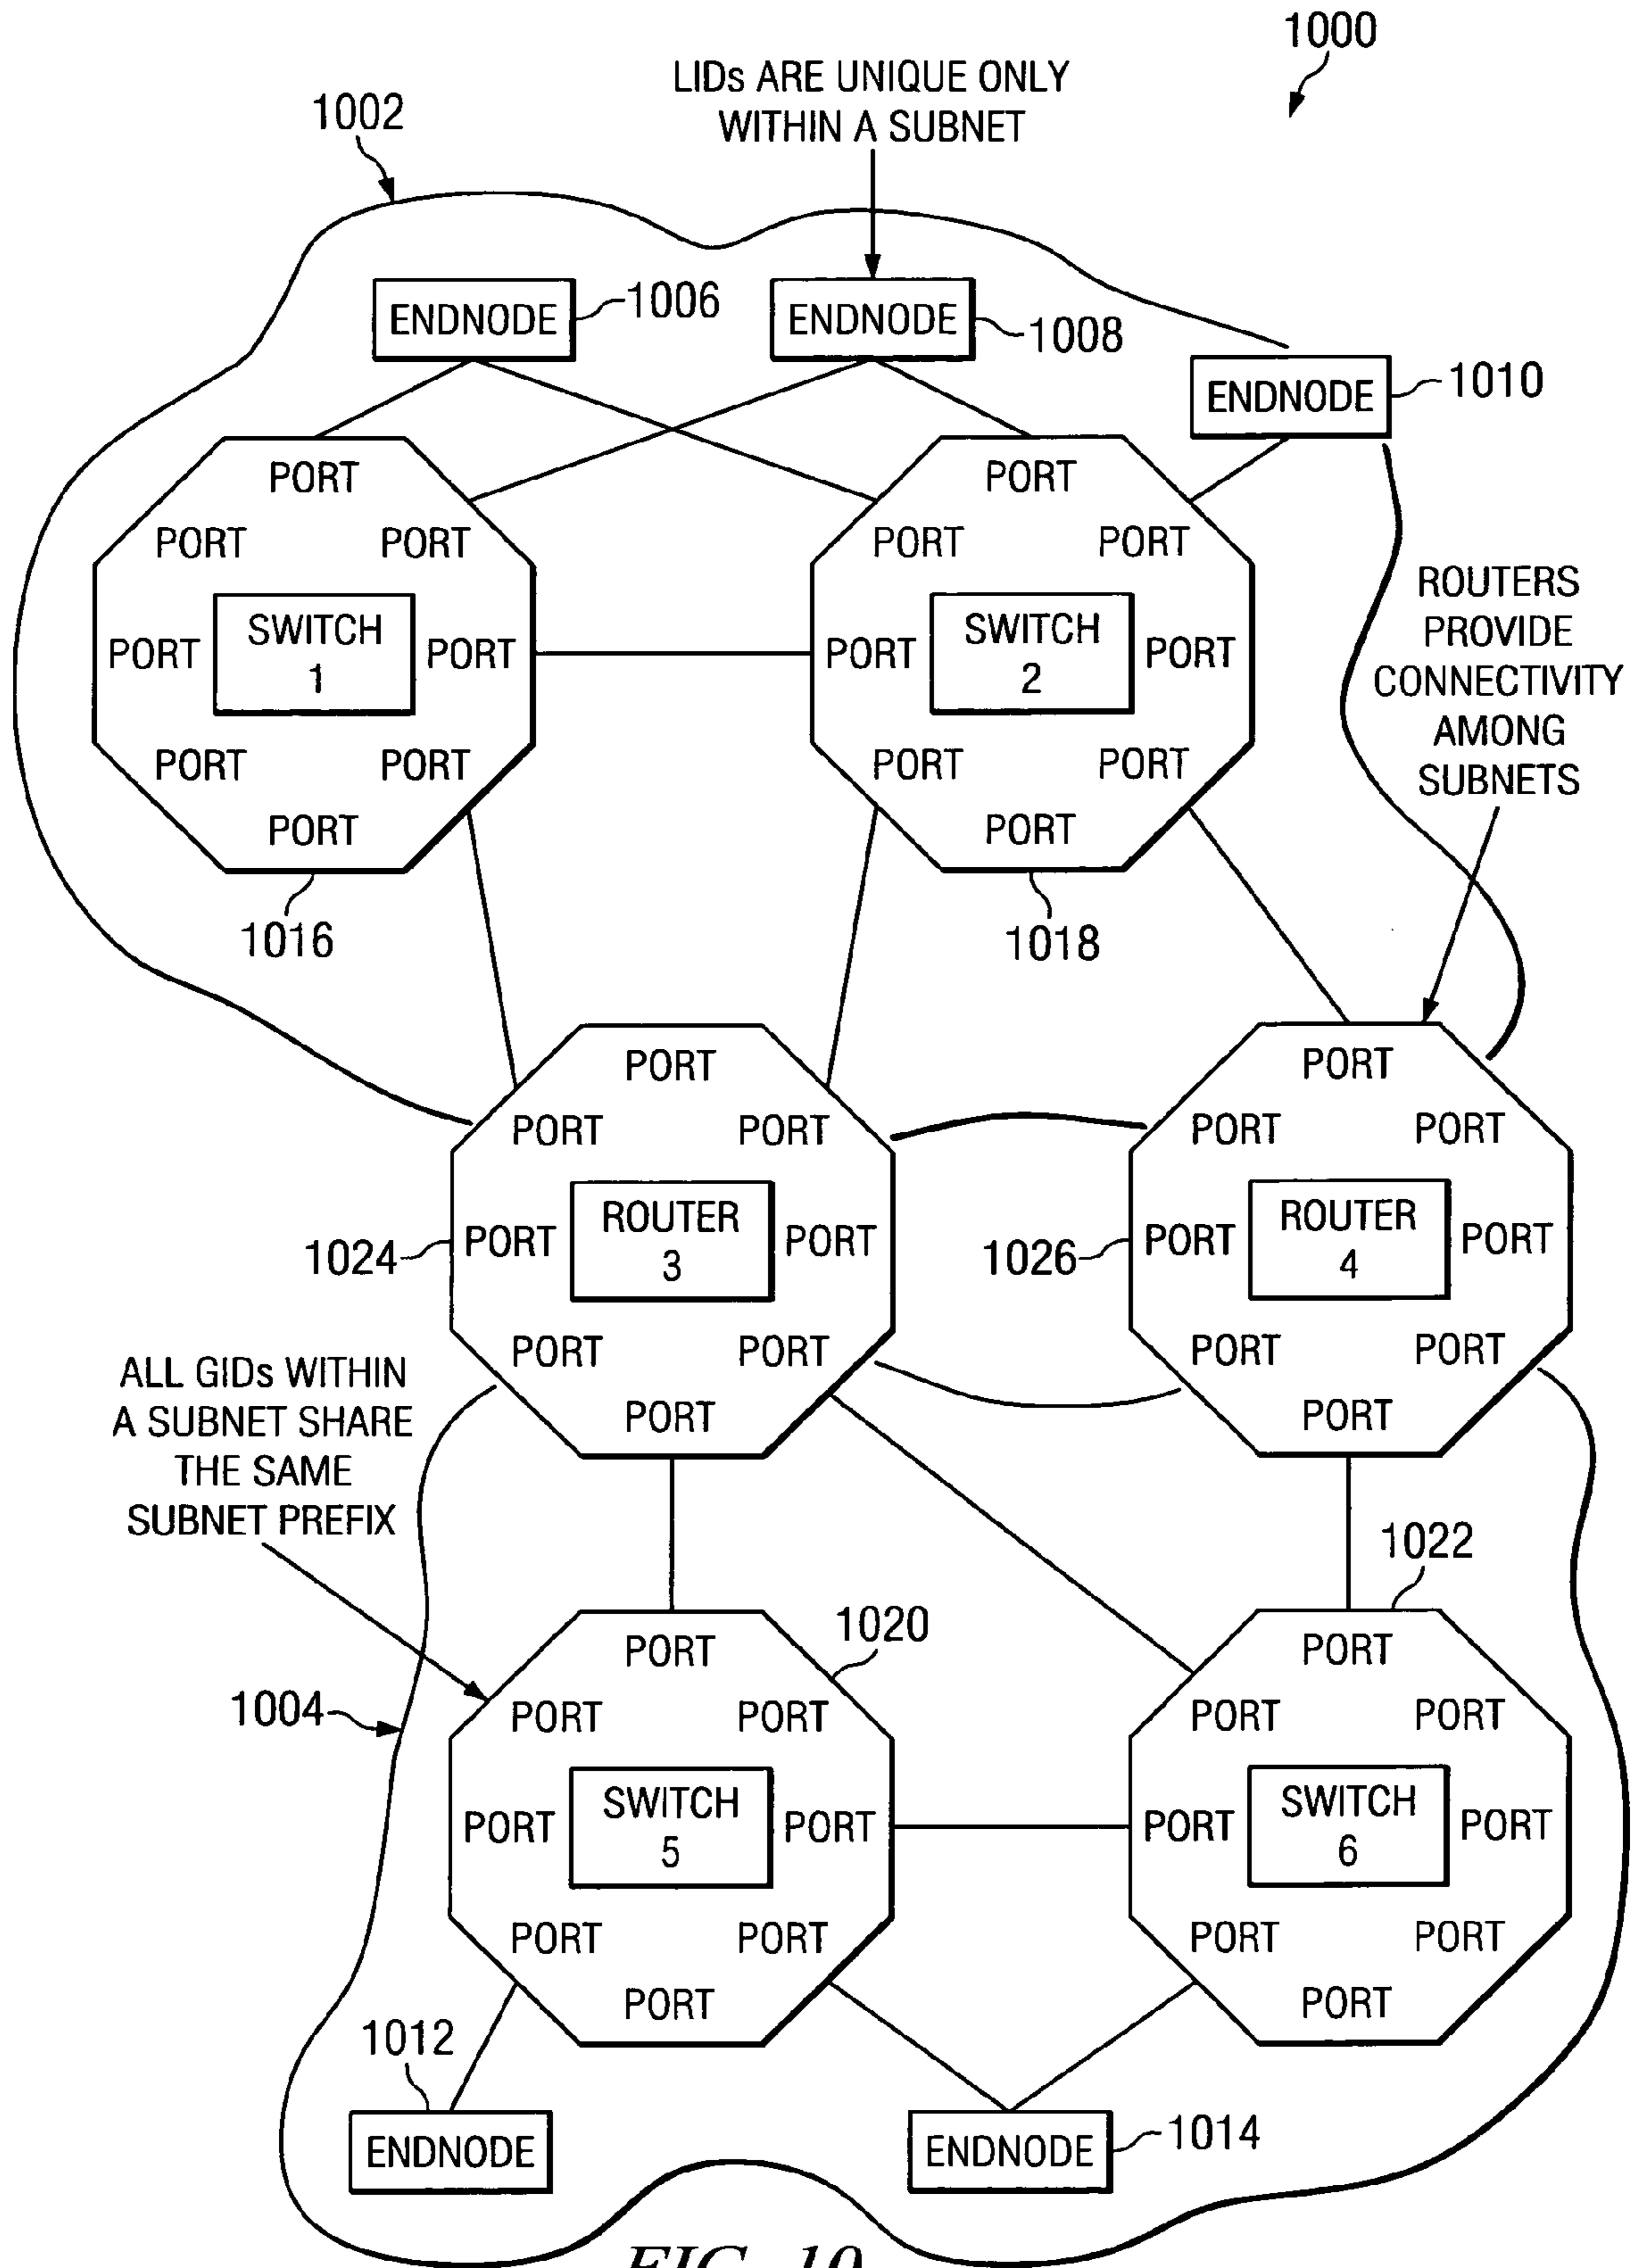 1000
LIDs ARE UNIQUE ONLY
WITHIN A SUBNET
1002
ENDNODE
1006
ENDNODE
1008
ENDNODE
1010
PORT
PORT PORT
PORT SWITCH 1 PORT
PORT PORT
PORT
1016
PORT
PORT PORT
PORT SWITCH 2 PORT
PORT PORT
PORT
1018
ROUTERS
PROVIDE
CONNECTIVITY
AMONG
SUBNETS
PORT
PORT PORT
PORT ROUTER 3 PORT
PORT PORT
PORT
1024
PORT
PORT PORT
PORT ROUTER 4 PORT
PORT PORT
PORT
1026
ALL GIDs WITHIN
A SUBNET SHARE
THE SAME
SUBNET PREFIX
1004
1020
PORT
PORT PORT
PORT SWITCH 5 PORT
PORT PORT
PORT
1022
PORT
PORT PORT
PORT SWITCH 6 PORT
PORT PORT
PORT
1012
ENDNODE
ENDNODE
1014
FIG. 10